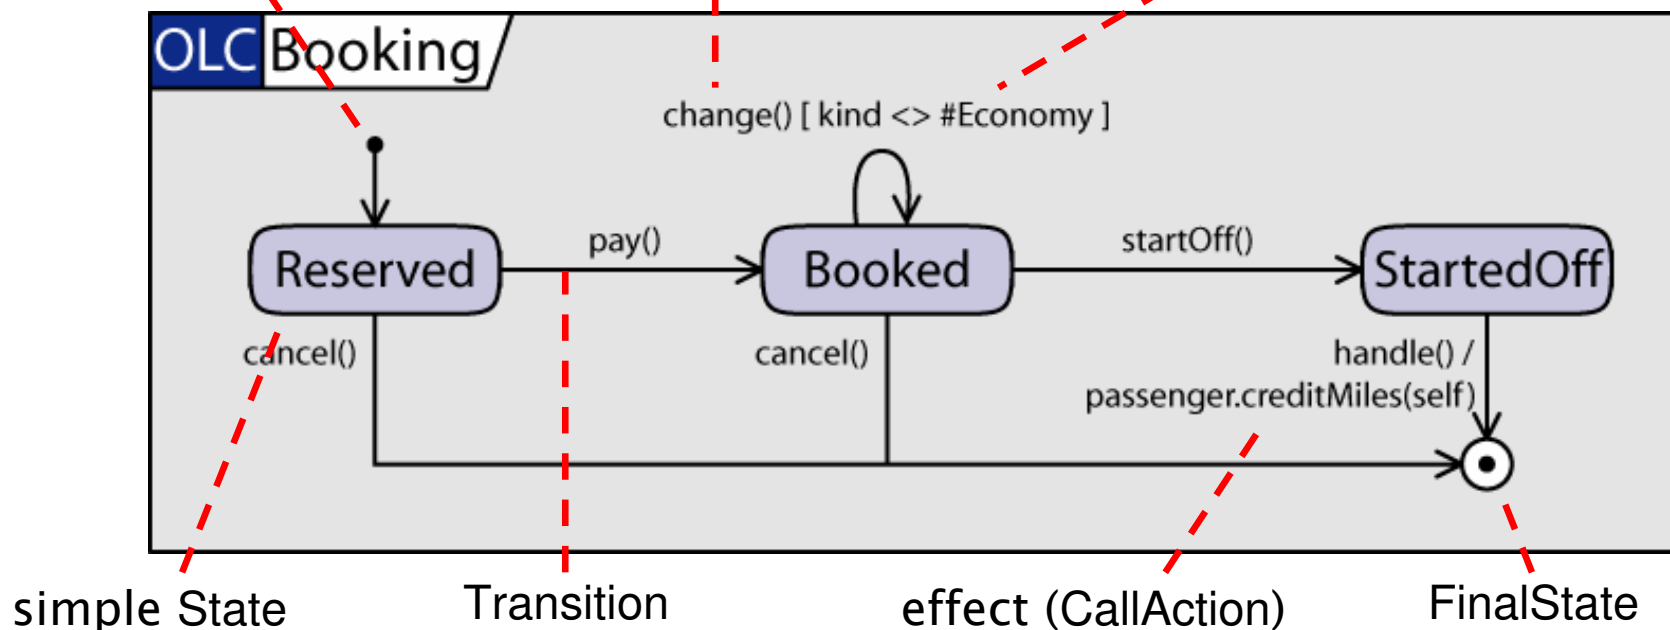 OLC Booking
change() [ kind <> #Economy ]
pay()
startOff()
Reserved
Booked
StartedOff
cancel()
cancel()
handle() /
passenger.creditMiles(self)
simple State
Transition
effect (CallAction)
FinalState